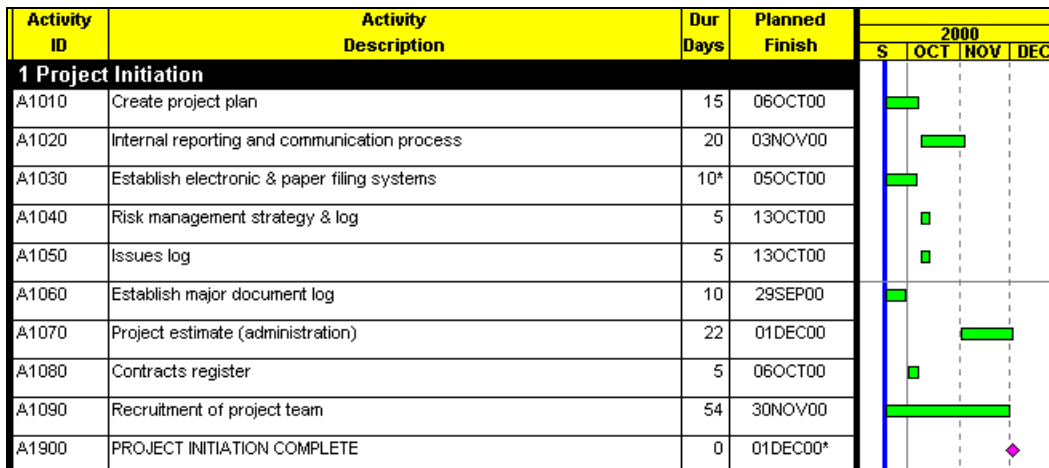 Activity ID Activity Description Dur Days Planned Finish 2000
S OCT NOV DEC
1 Project Initiation
A1010 Create project plan 15 06OCT00
A1020 Internal reporting and communication process 20 03NOV00
A1030 Establish electronic & paper filing systems 10* 05OCT00
A1040 Risk management strategy & log 5 13OCT00
A1050 Issues log 5 13OCT00
A1060 Establish major document log 10 29SEP00
A1070 Project estimate (administration) 22 01DEC00
A1080 Contracts register 5 06OCT00
A1090 Recruitment of project team 54 30NOV00
A1900 PROJECT INITIATION COMPLETE 0 01DEC00*